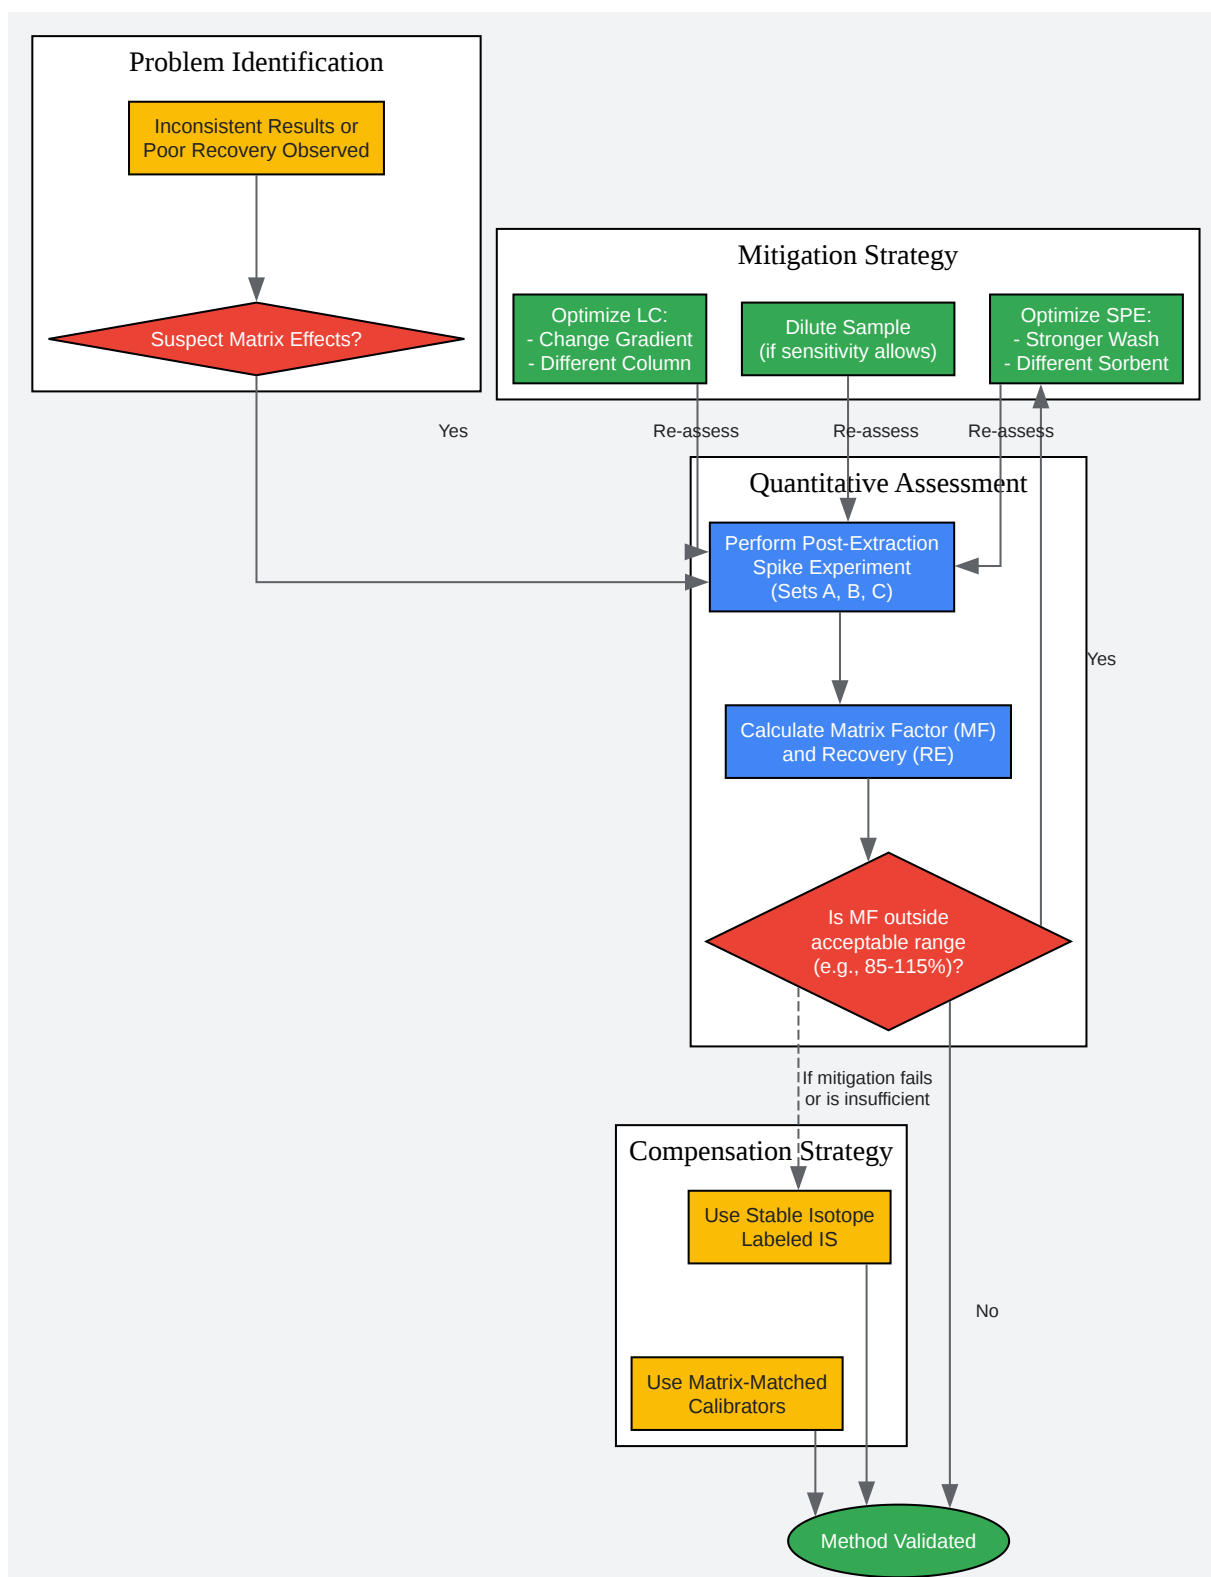 Problem Identification
Inconsistent Results or
Poor Recovery Observed
Suspect Matrix Effects?
Yes
Mitigation Strategy
Optimize LC:
- Change Gradient
- Different Column
Dilute Sample
(if sensitivity allows)
Optimize SPE:
- Stronger Wash
- Different Sorbent
Re-assess
Re-assess
Re-assess
Quantitative Assessment
Perform Post-Extraction
Spike Experiment
(Sets A, B, C)
Yes
Calculate Matrix Factor (MF)
and Recovery (RE)
Is MF outside
acceptable range
(e.g., 85-115%)?
If mitigation fails
or is insufficient
Compensation Strategy
Use Stable Isotope
Labeled IS
No
Use Matrix-Matched
Calibrators
Method Validated